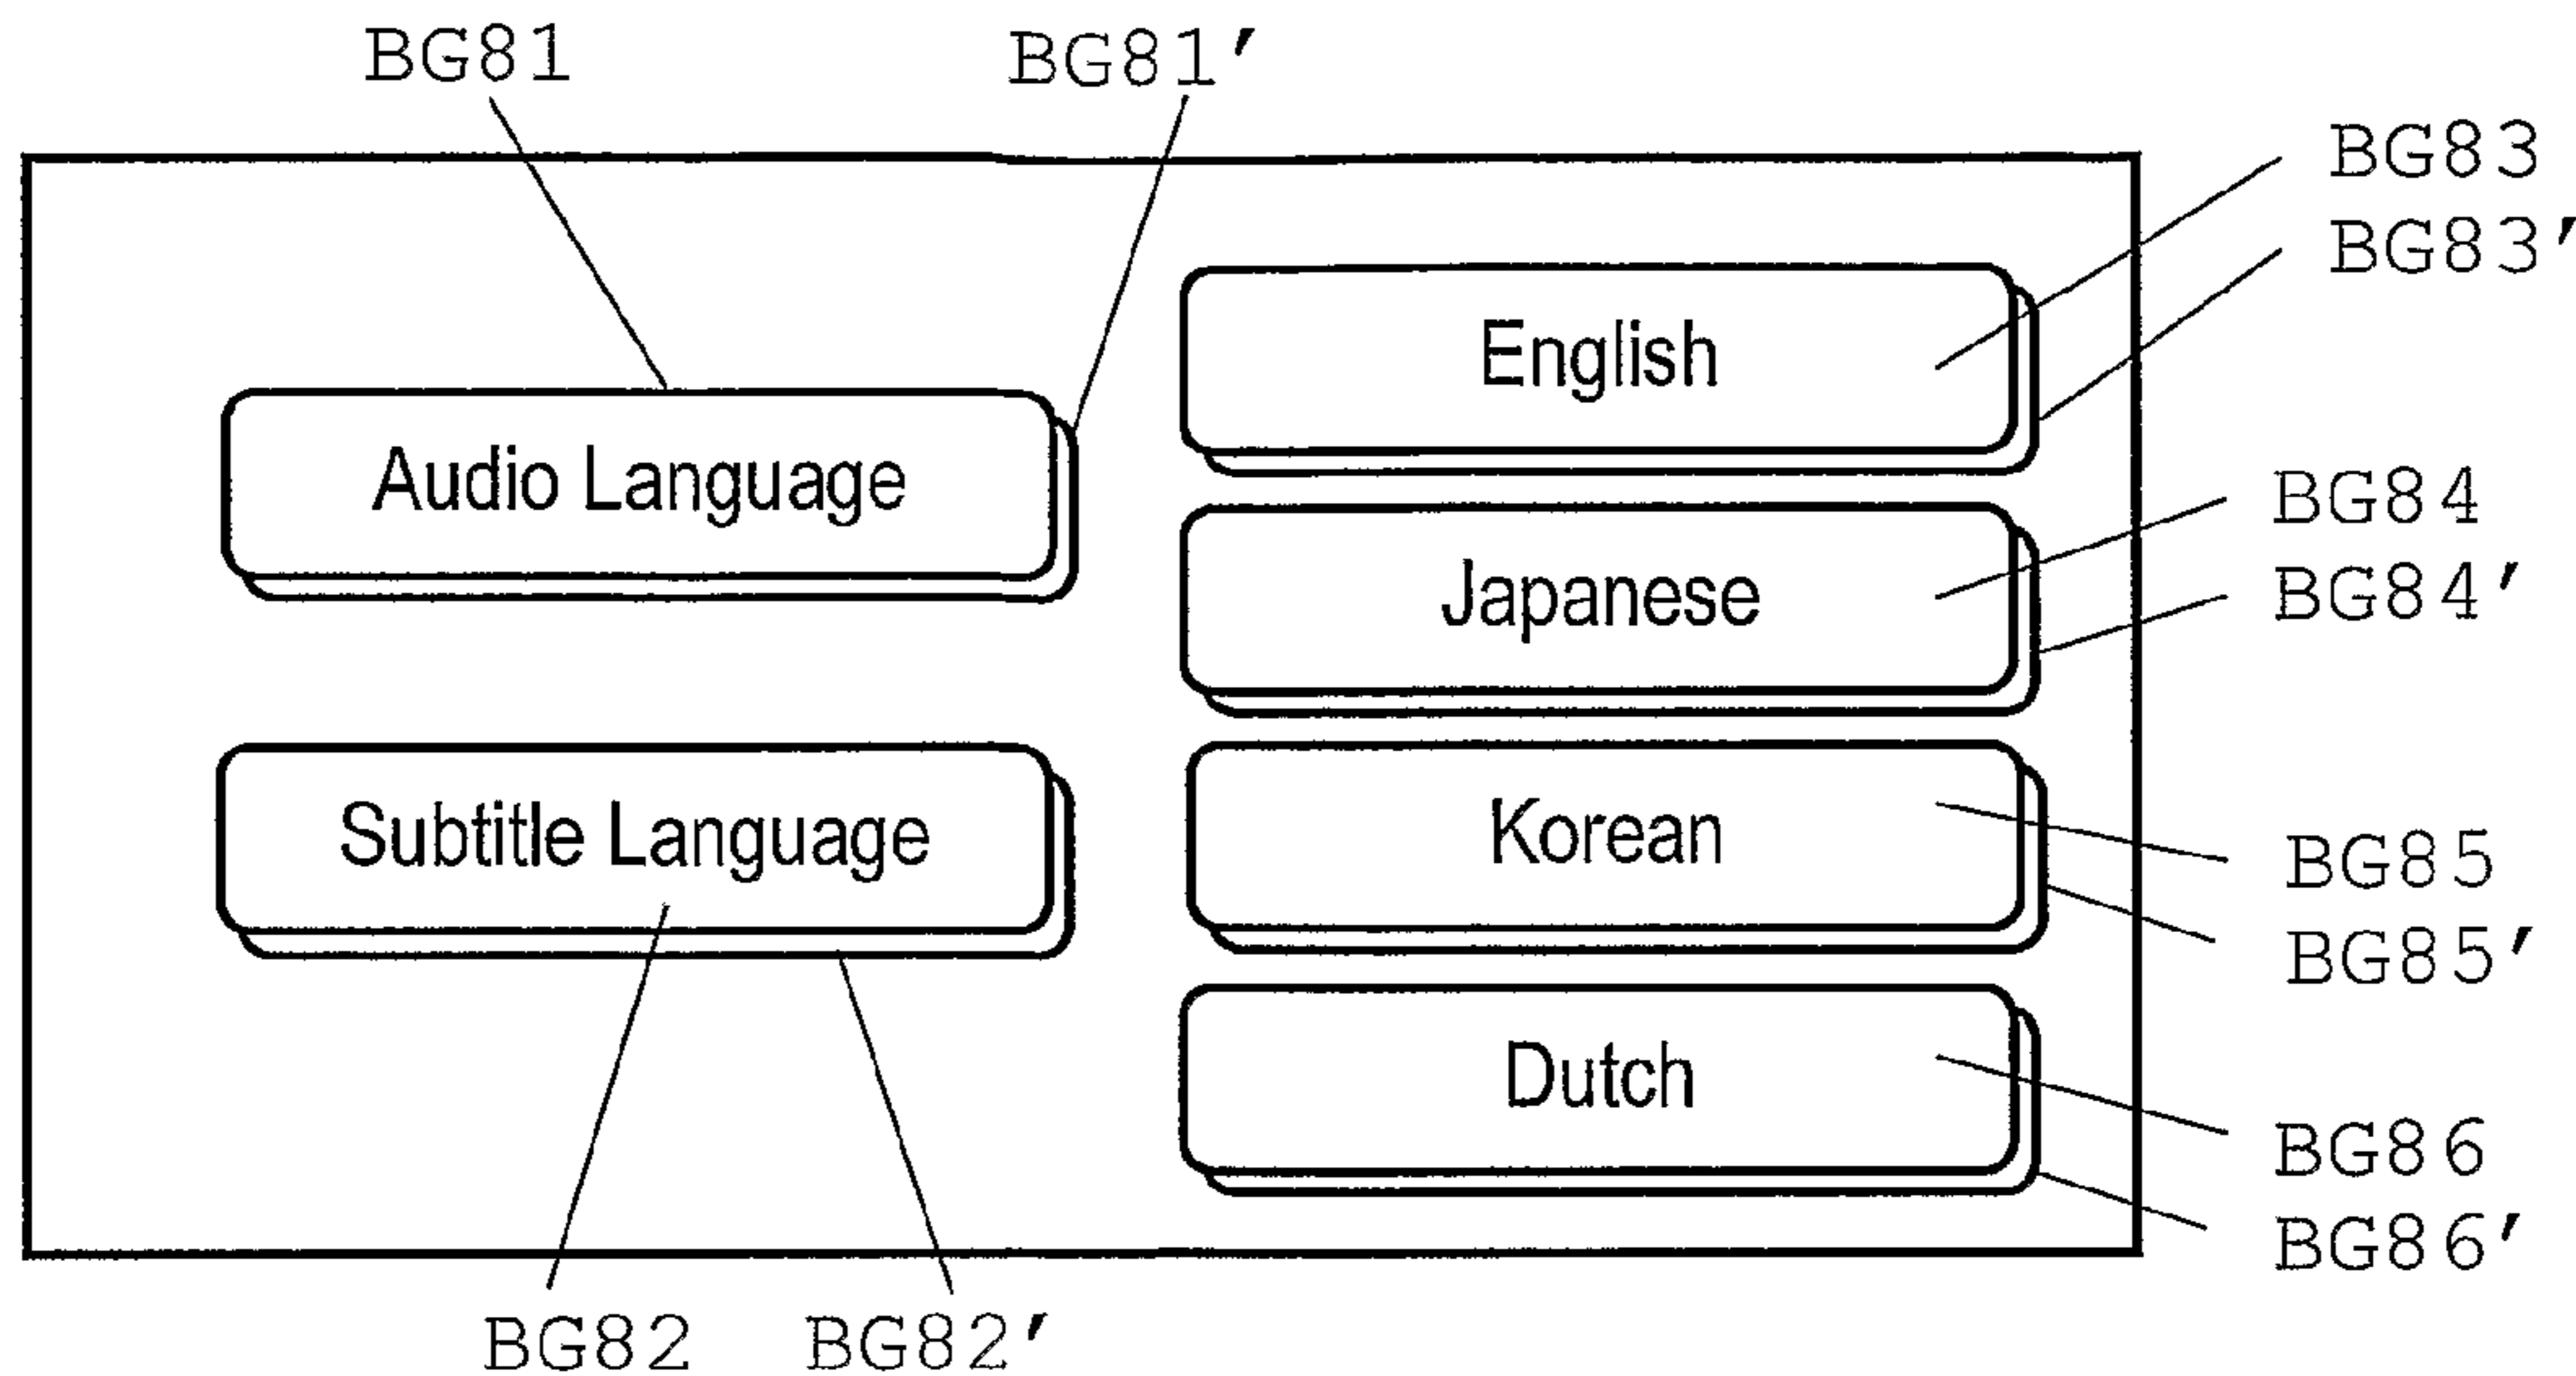 BG81 BG81'
BG83
BG83'
English
Audio Language
BG84
Japanese
BG84'
Subtitle Language
Korean
BG85
BG85'
Dutch
BG86
BG86'
BG82 BG82'